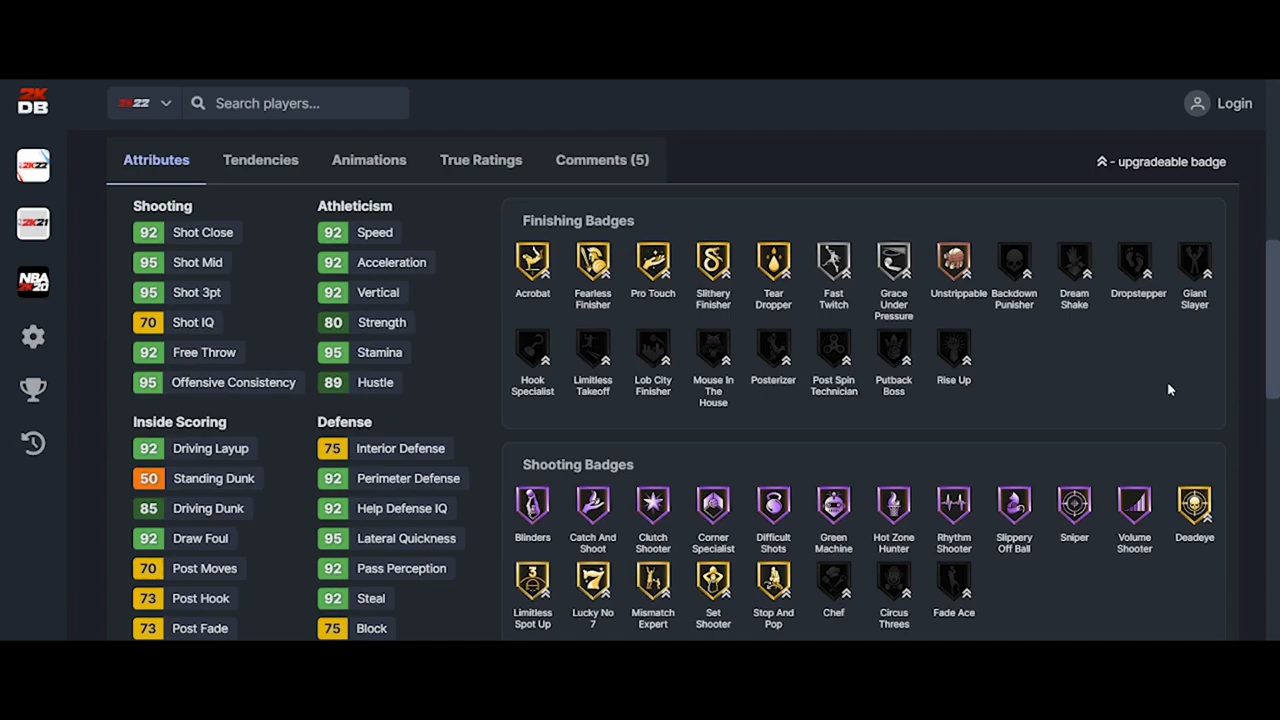 2K
DB
2K22
Search players...
Login
2K22
2K21
NBA
2K20
Attributes
Tendencies
Animations
True Ratings
Comments (5)
- upgradeable badge
Shooting
92 Shot Close
95 Shot Mid
95 Shot 3pt
70 Shot IQ
92 Free Throw
95 Offensive Consistency
Athleticism
92 Speed
92 Acceleration
92 Vertical
80 Strength
95 Stamina
89 Hustle
Inside Scoring
92 Driving Layup
50 Standing Dunk
85 Driving Dunk
92 Draw Foul
70 Post Moves
73 Post Hook
73 Post Fade
Defense
75 Interior Defense
92 Perimeter Defense
92 Help Defense IQ
95 Lateral Quickness
92 Pass Perception
92 Steal
75 Block
Finishing Badges
Acrobat
Fearless
Finisher
Pro Touch
Slithery
Finisher
Tear
Dropper
Fast
Twitch
Grace
Under
Pressure
Unstrippable
Backdown
Punisher
Dream
Shake
Dropstepper
Giant
Slayer
Hook
Specialist
Limitless
Takeoff
Lob City
Finisher
Mouse In
The
House
Posterizer
Post Spin
Technician
Putback
Boss
Rise Up
Shooting Badges
Blinders
Catch And
Shoot
Clutch
Shooter
Corner
Specialist
Difficult
Shots
Green
Machine
Hot Zone
Hunter
Rhythm
Shooter
Slippery
Off Ball
Sniper
Volume
Shooter
Deadeye
3
Limitless
Spot Up
7
Lucky No
7
Mismatch
Expert
Set
Shooter
Stop And
Pop
Chef
Circus
Threes
Fade Ace